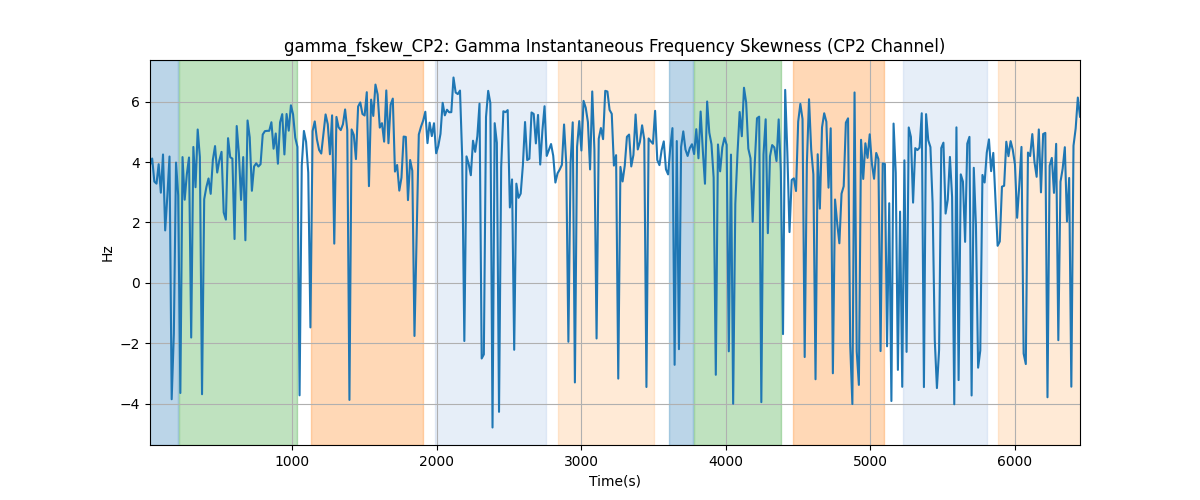 gamma_fskew_CP2: Gamma Instantaneous Frequency Skewness (CP2 Channel)
6
4
2
0
−2
−4
Hz
1000 2000 3000 4000 5000 6000
Time(s)